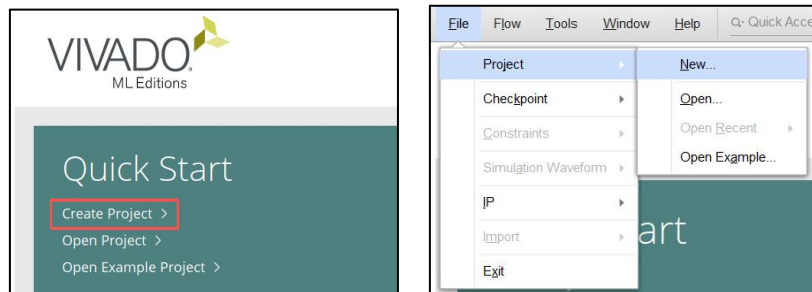 VIVADO
ML Editions
Quick Start
Create Project >
Open Project >
Open Example Project >
File Flow Tools Window Help Q- Quick Acce
Project
Checkpoint
Constraints
Simulation Waveform
IP
Import
Exit
New...
Open...
Open Recent
Open Example...
art